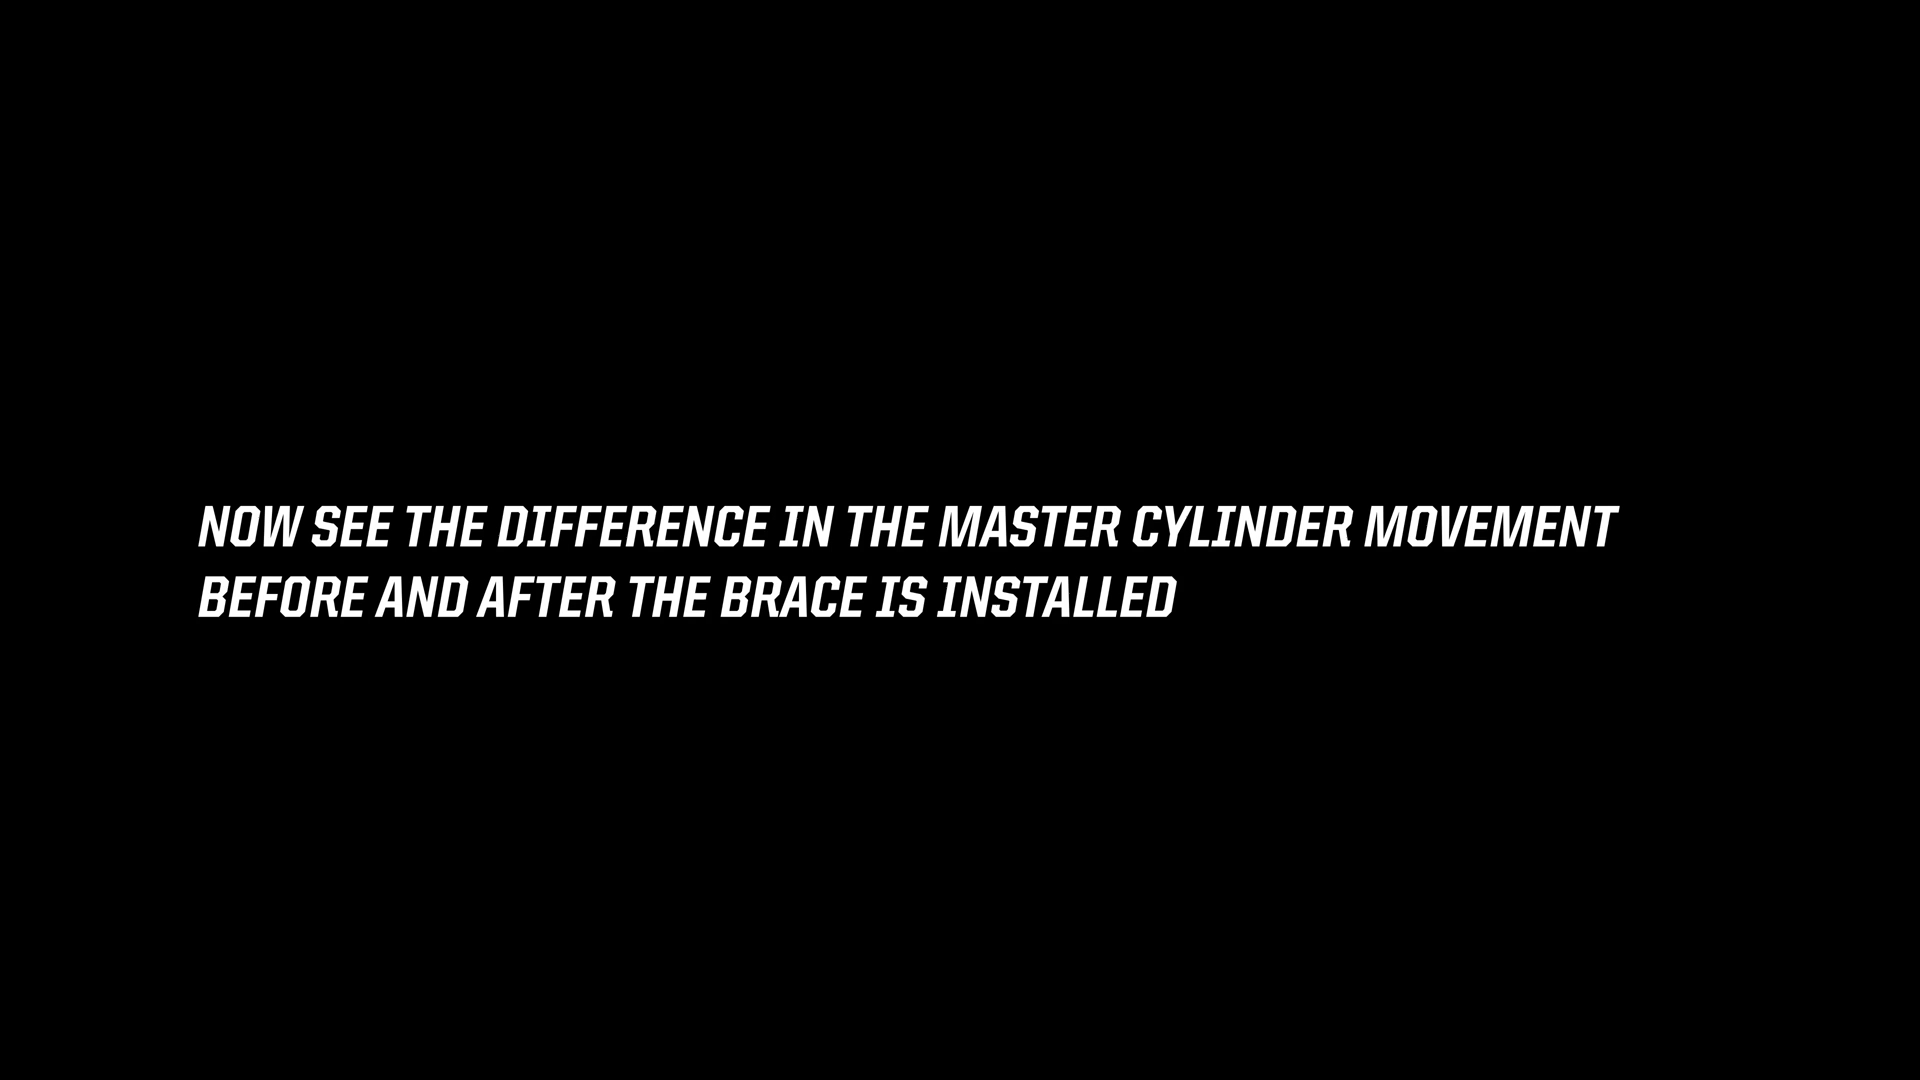 NOW SEE THE DIFFERENCE IN THE MASTER CYLINDER MOVEMENT
BEFORE AND AFTER THE BRACE IS INSTALLED